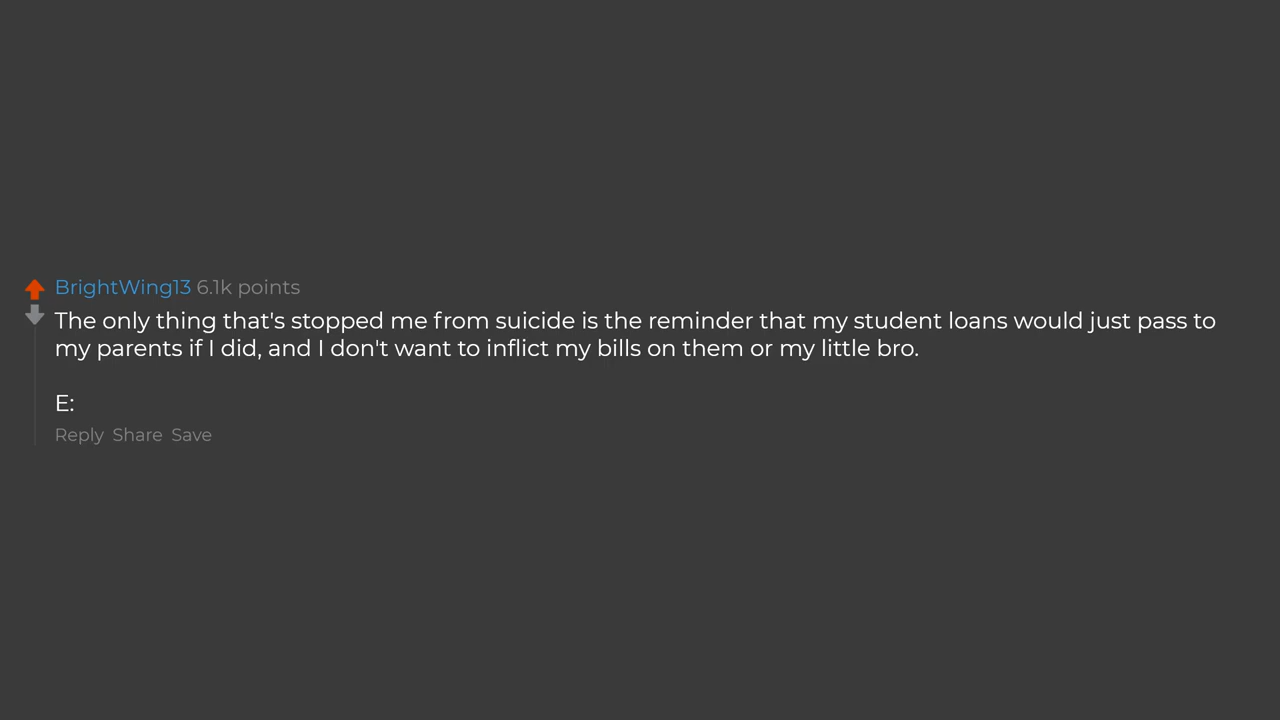 BrightWing13 6.1k points
The only thing that's stopped me from suicide is the reminder that my student loans would just pass to
my parents if I did, and I don't want to inflict my bills on them or my little bro.
E:
Reply Share Save